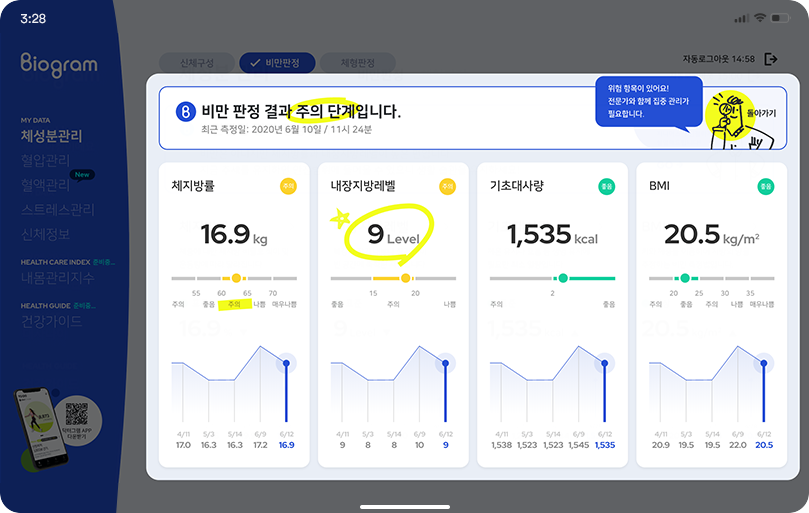 3:28
Biogram
신체구성
비만판정
체형판정
자동로그아웃 14:58
MY DATA
체성분관리
혈압관리
혈액관리
New
스트레스관리
신체정보
HEALTH CARE INDEX 준비중...
내몸관리지수
HEALTH GUIDE 준비중...
건강가이드
닥터그램 APP
다운받기
비만 판정 결과 주의 단계입니다.
최근 측정일: 2020년 6월 10일 / 11시 24분
위험 항목이 있어요!
전문가와 함께 집중 관리가
필요합니다.
돌아가기
체지방률
주의
16.9 kg
55 60 65 70
주의 좋음 주의 나쁨 매우나쁨
4/11 5/3 5/14 6/9 6/12
17.0 16.3 16.3 17.2 16.9
내장지방레벨
주의
9 Level
15 20
좋음 주의 나쁨
4/11 5/3 5/14 6/9 6/12
9 8 8 10 9
기초대사량
좋음
1,535 kcal
2
주의 좋음
4/11 5/3 5/14 6/9 6/12
1,538 1,523 1,523 1,545 1,535
BMI
좋음
20.5 kg/m²
20 25 30 35
주의 좋음 주의 나쁨 매우나쁨
4/11 5/3 5/14 6/9 6/12
20.9 19.5 19.5 22.0 20.5